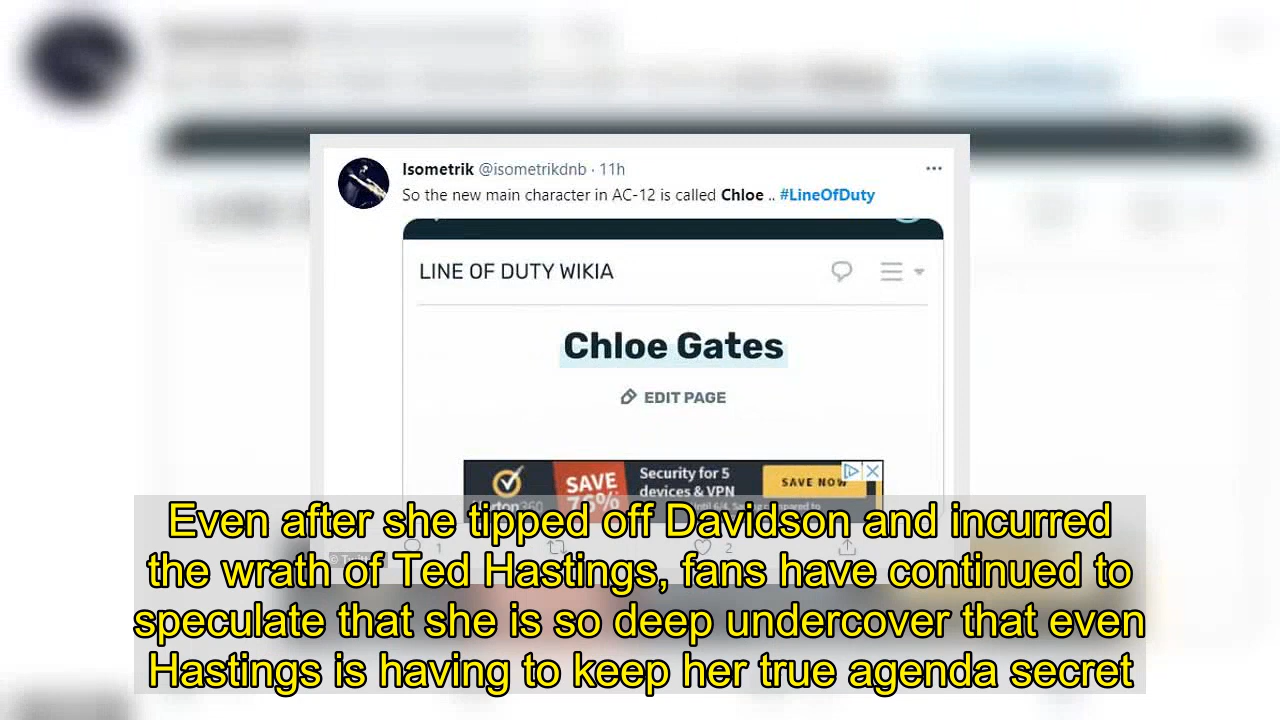 Isometrik @isometrikdnb · 11h
So the new main character in AC-12 is called Chloe .. #LineOfDuty
LINE OF DUTY WIKIA
Chloe Gates
EDIT PAGE
SAVE
Security for 5
devices & VPN
SAVE NOW
Even after she tipped off Davidson and incurred
1
2
the wrath of Ted Hastings, fans have continued to
speculate that she is so deep undercover that even
Hastings is having to keep her true agenda secret